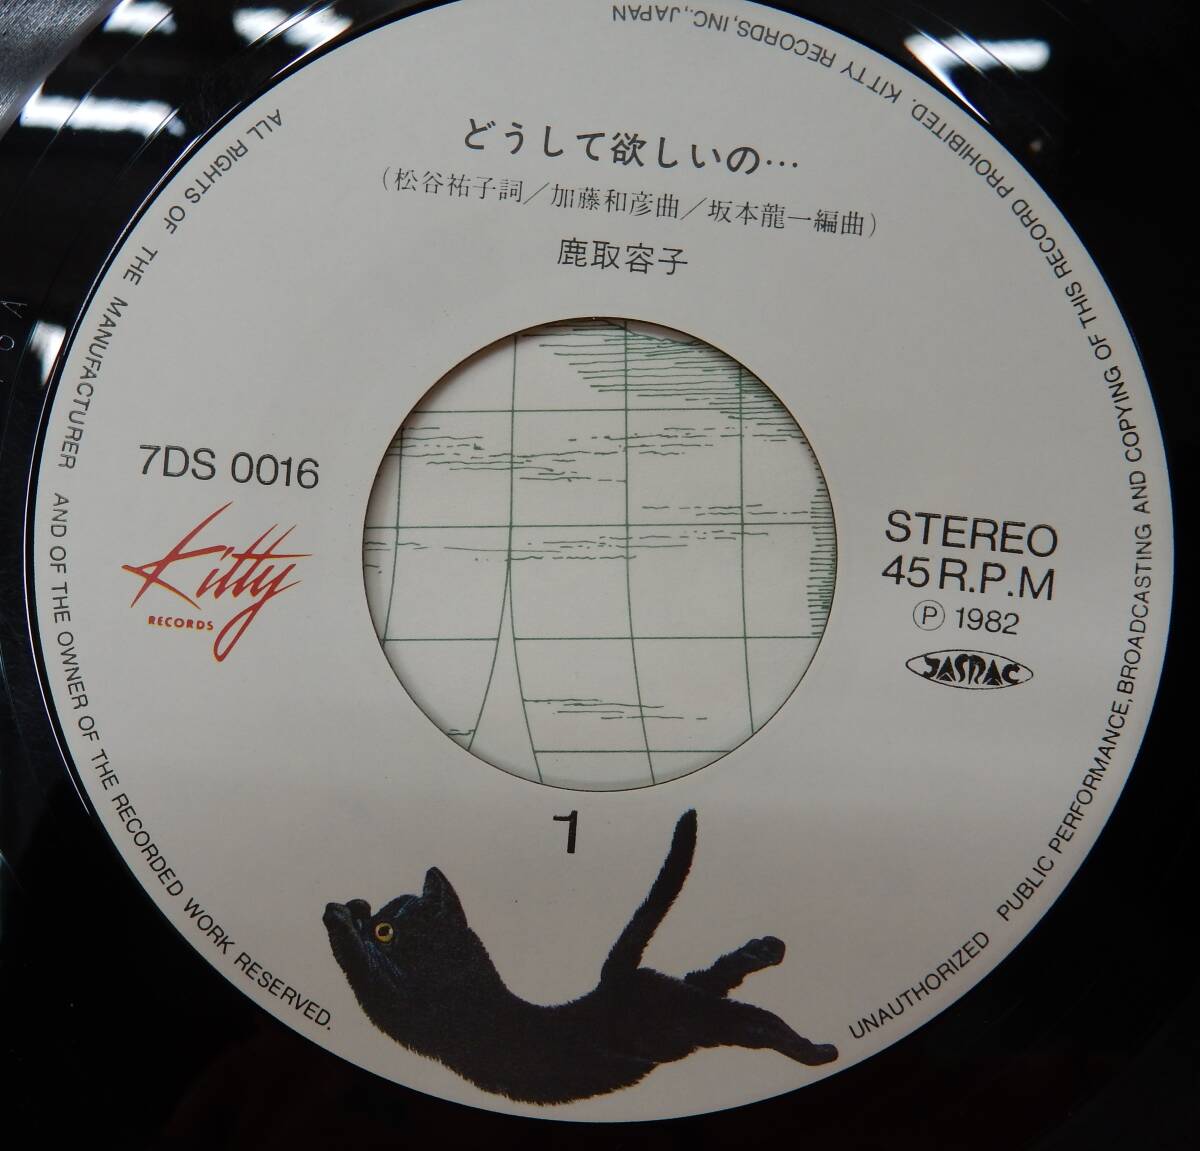 どうして欲しいの…
（松谷祐子詞／加藤和彦曲／坂本龍一編曲）
鹿取容子
7DS 0016
Kitty
RECORDS
STEREO
45 R.P.M
Ⓟ 1982
JASRAC
1
ALL RIGHTS OF THE MANUFACTURER AND OF THE OWNER OF THE RECORDED WORK RESERVED.
UNAUTHORIZED PUBLIC PERFORMANCE, BROADCASTING AND COPYING OF THIS RECORD PROHIBITED. KITTY RECORDS, INC., JAPAN